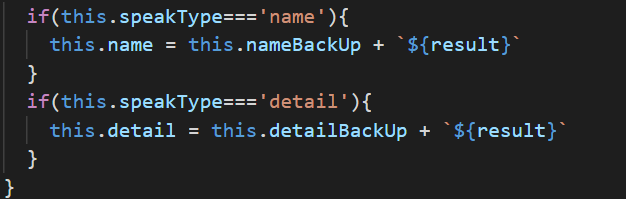 if(this.speakType==='name'){
this.name = this.nameBackUp + `${result}`
}
if(this.speakType==='detail'){
this.detail = this.detailBackUp + `${result}`
}
}